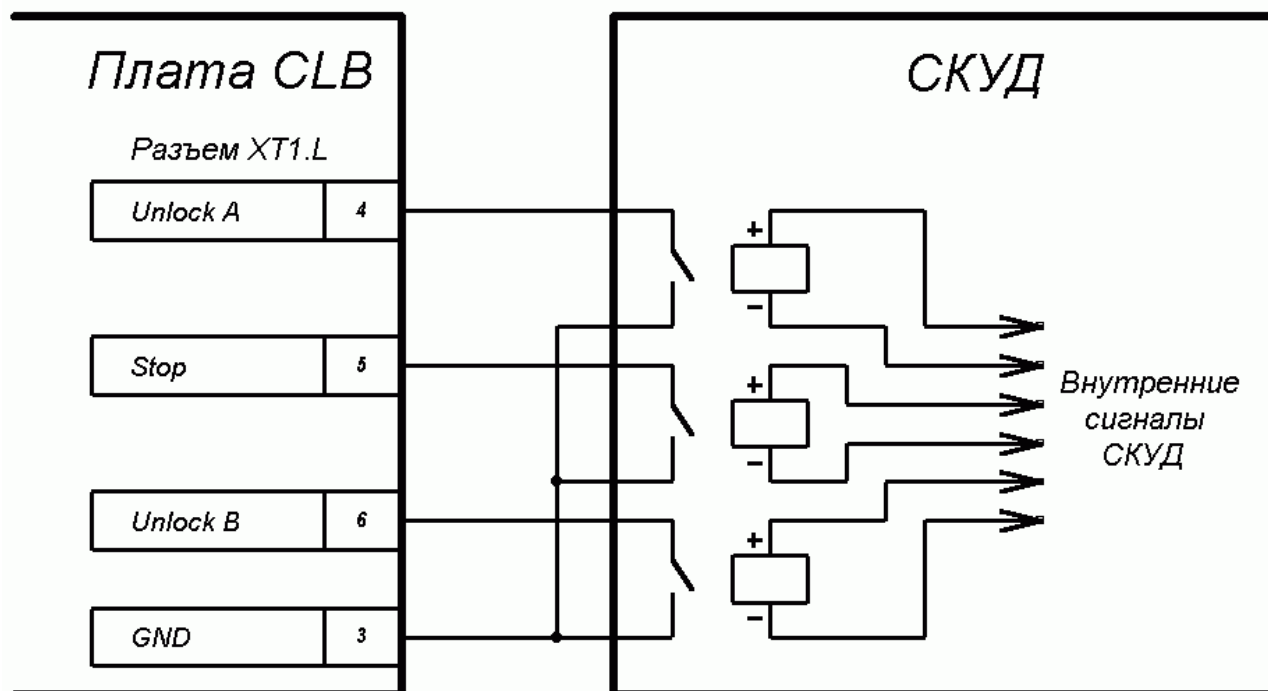 Плата CLB
СКУД
Разъем XT1.L
Unlock A 4
+
−
Stop 5
+
−
Внутренние
сигналы
СКУД
Unlock B 6
+
−
GND 3